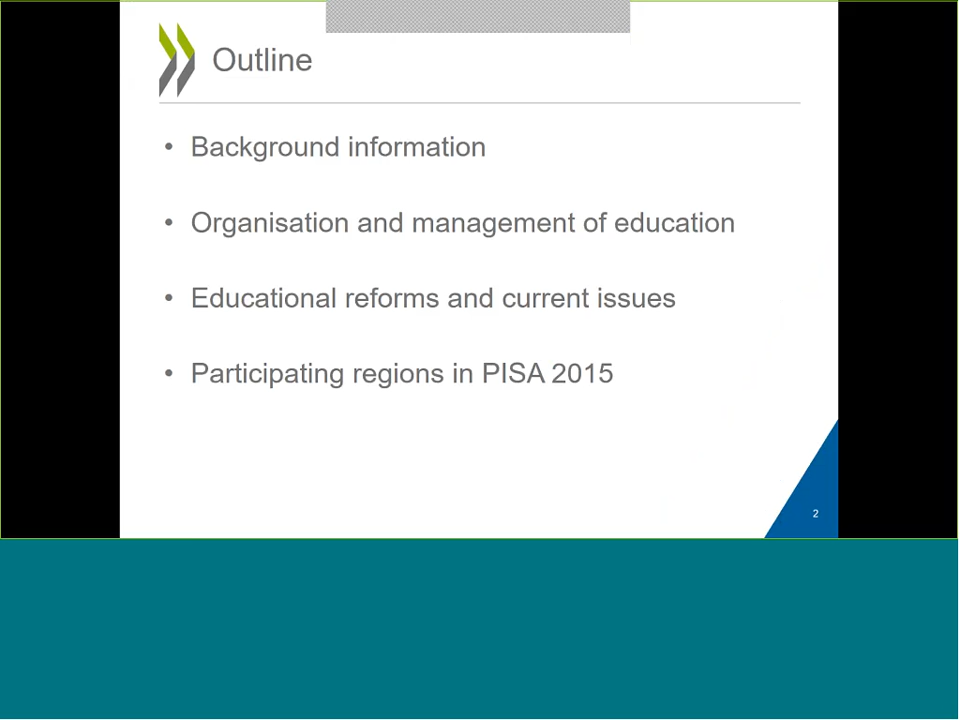 Outline
• Background information
• Organisation and management of education
• Educational reforms and current issues
• Participating regions in PISA 2015
2